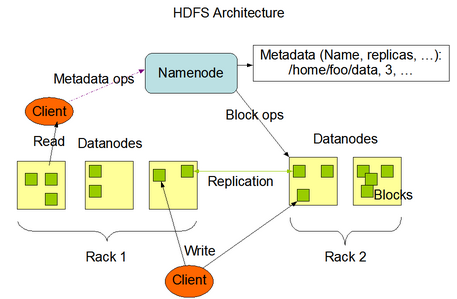 HDFS Architecture
Metadata (Name, replicas, ...):
/home/foo/data, 3, ...
Namenode
Metadata ops
Client
Block ops
Read
Datanodes
Datanodes
Replication
Blocks
Write
Rack 1
Rack 2
Client